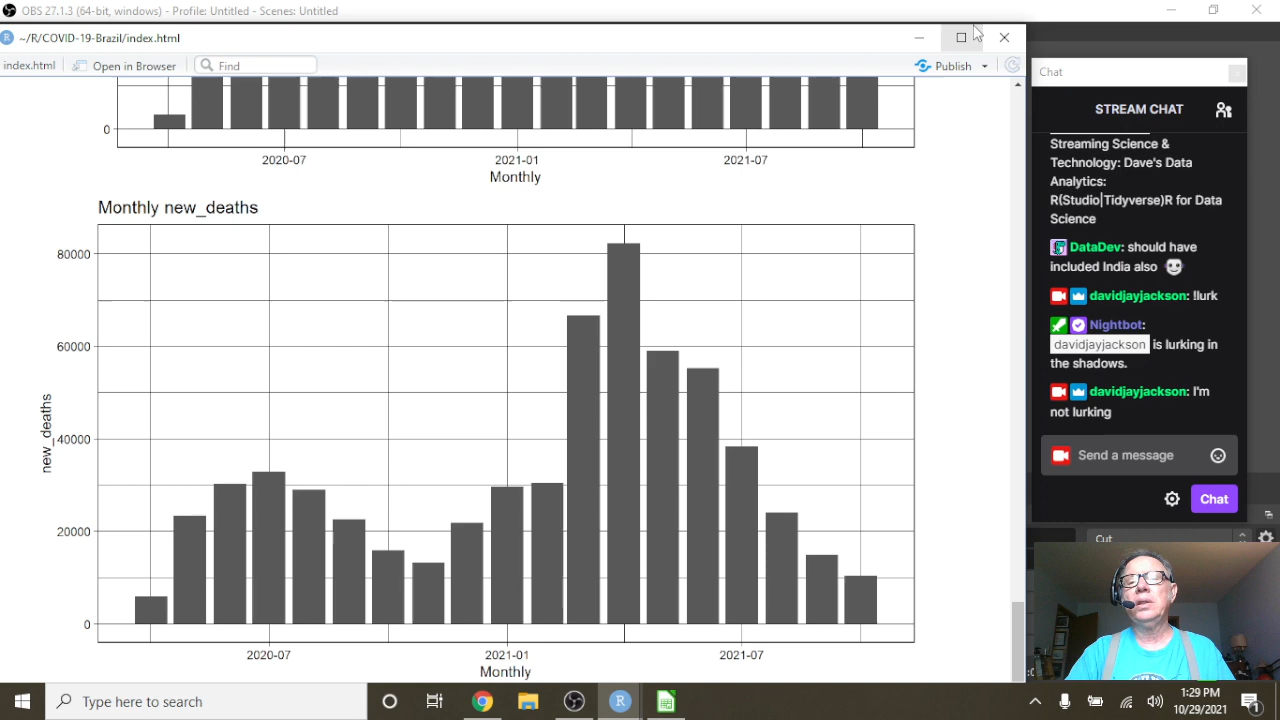 OBS 27.1.3 (64-bit, windows) - Profile: Untitled - Scenes: Untitled
~/R/COVID-19-Brazil/index.html
index.html
Open in Browser
Find
Publish
0
2020-07
2021-01
2021-07
Monthly
Monthly new_deaths
80000
60000
40000
20000
0
new_deaths
2020-07
2021-01
2021-07
Monthly
Chat
STREAM CHAT
Streaming Science &
Technology: Dave's Data
Analytics:
R(Studio|Tidyverse)R for Data
Science
DataDev: should have
included India also
davidjayjackson: !lurk
Nightbot:
davidjayjackson is lurking in
the shadows.
davidjayjackson: I'm
not lurking
Send a message
Chat
Cut
Type here to search
R
1:29 PM
10/29/2021
1